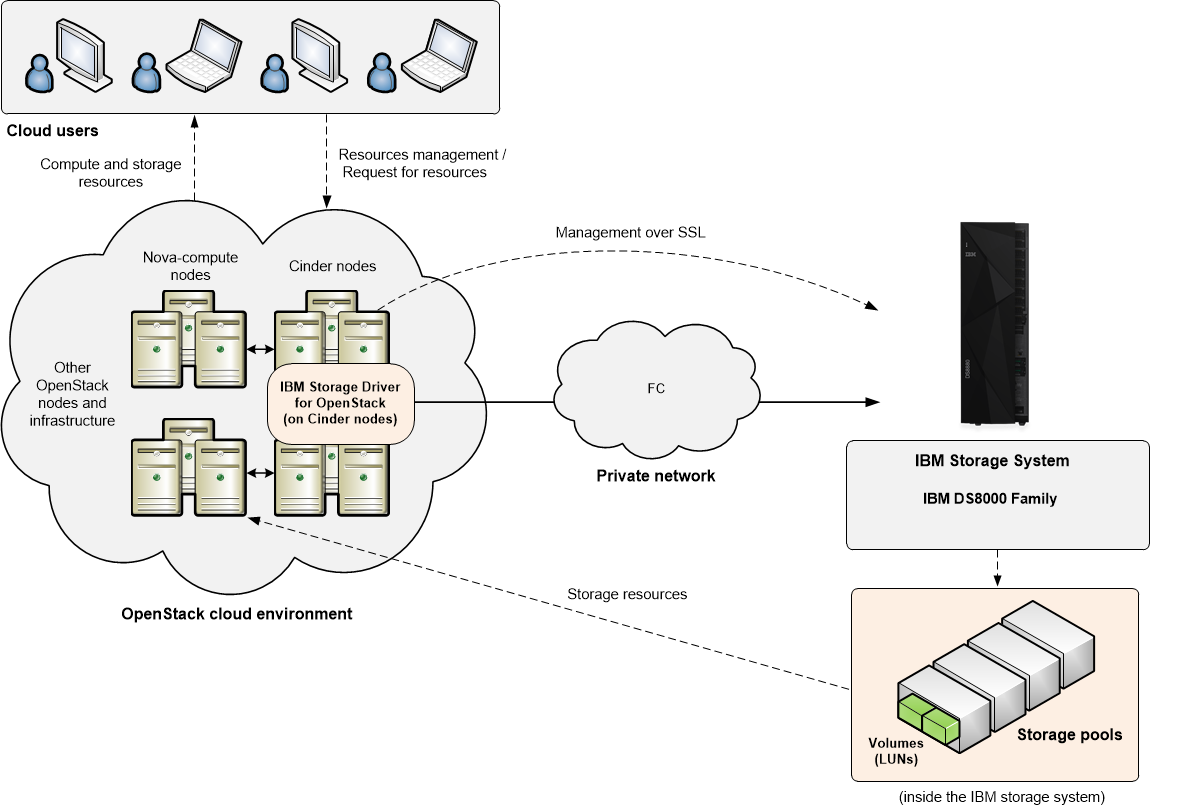 Cloud users
Compute and storage
resources
Resources management /
Request for resources
Management over SSL
Nova-compute
nodes
Cinder nodes
Other
OpenStack
nodes and
infrastructure
IBM Storage Driver
for OpenStack
(on Cinder nodes)
FC
Private network
IBM Storage System
IBM DS8000 Family
OpenStack cloud environment
Storage resources
Volumes
(LUNs)
Storage pools
(inside the IBM storage system)